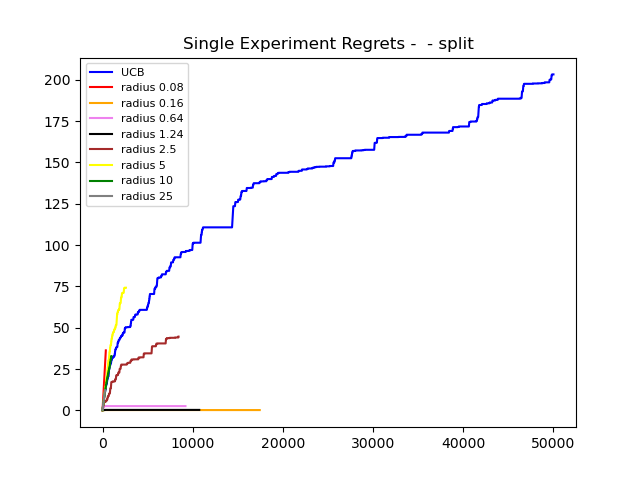 Single Experiment Regrets -  - split
UCB
radius 0.08
radius 0.16
radius 0.64
radius 1.24
radius 2.5
radius 5
radius 10
radius 25
200
175
150
125
100
75
50
25
0
0 10000 20000 30000 40000 50000